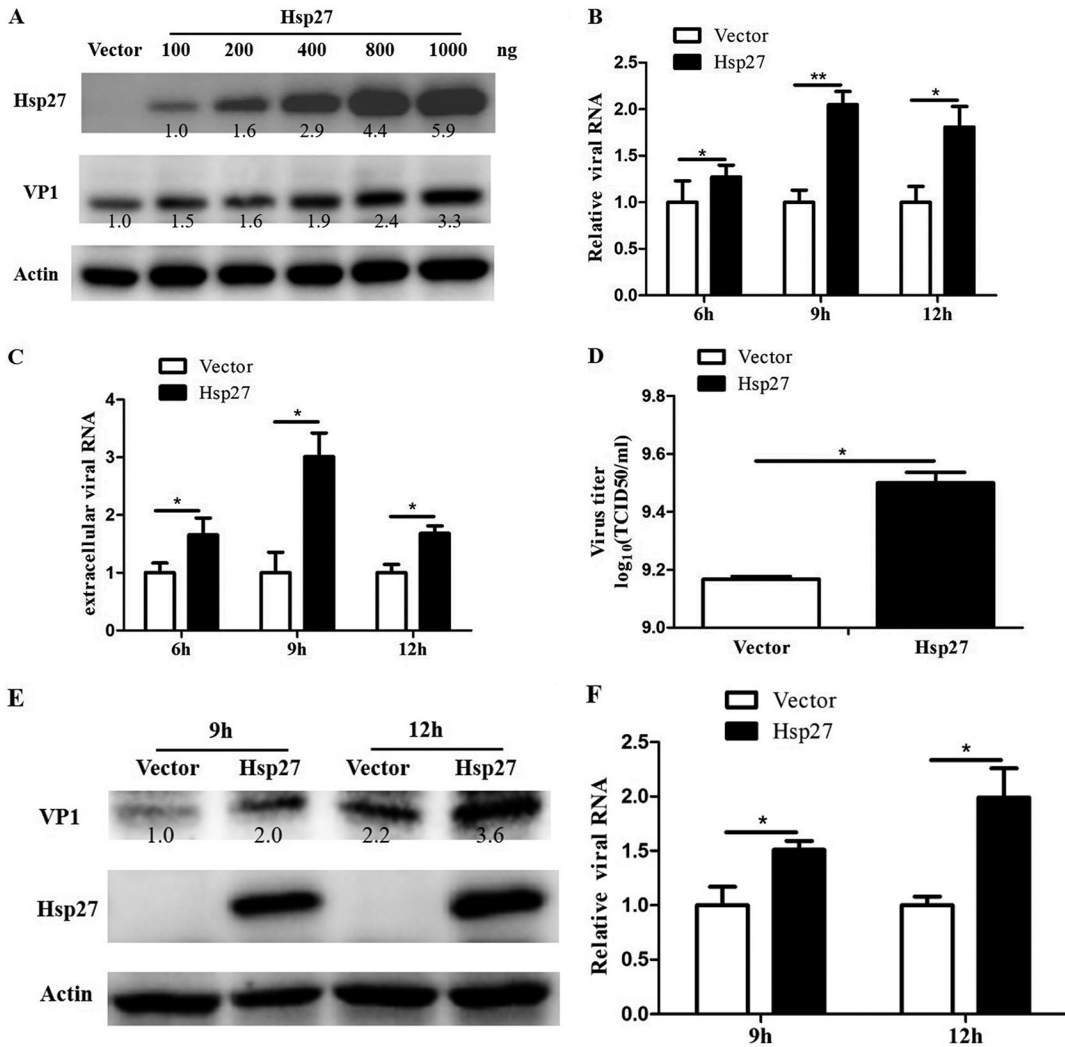 A
Hsp27
Vector 100 200 400 800 1000 ng
Hsp27
1.0 1.6 2.9 4.4 5.9
VP1
1.0 1.5 1.6 1.9 2.4 3.3
Actin
B
Vector
Hsp27
Relative viral RNA
2.5
2.0
1.5
1.0
0.5
0.0
* ** *
6h 9h 12h
C
Vector
Hsp27
extracellular viral RNA
4
3
2
1
0
* * *
6h 9h 12h
D
Vector
Hsp27
Virus titer
log10(TCID50/ml)
9.8
9.6
9.4
9.2
9.0
*
Vector Hsp27
E
9h 12h
Vector Hsp27 Vector Hsp27
VP1
1.0 2.0 2.2 3.6
Hsp27
Actin
F
Vector
Hsp27
Relative viral RNA
2.5
2.0
1.5
1.0
0.5
0.0
* *
9h 12h